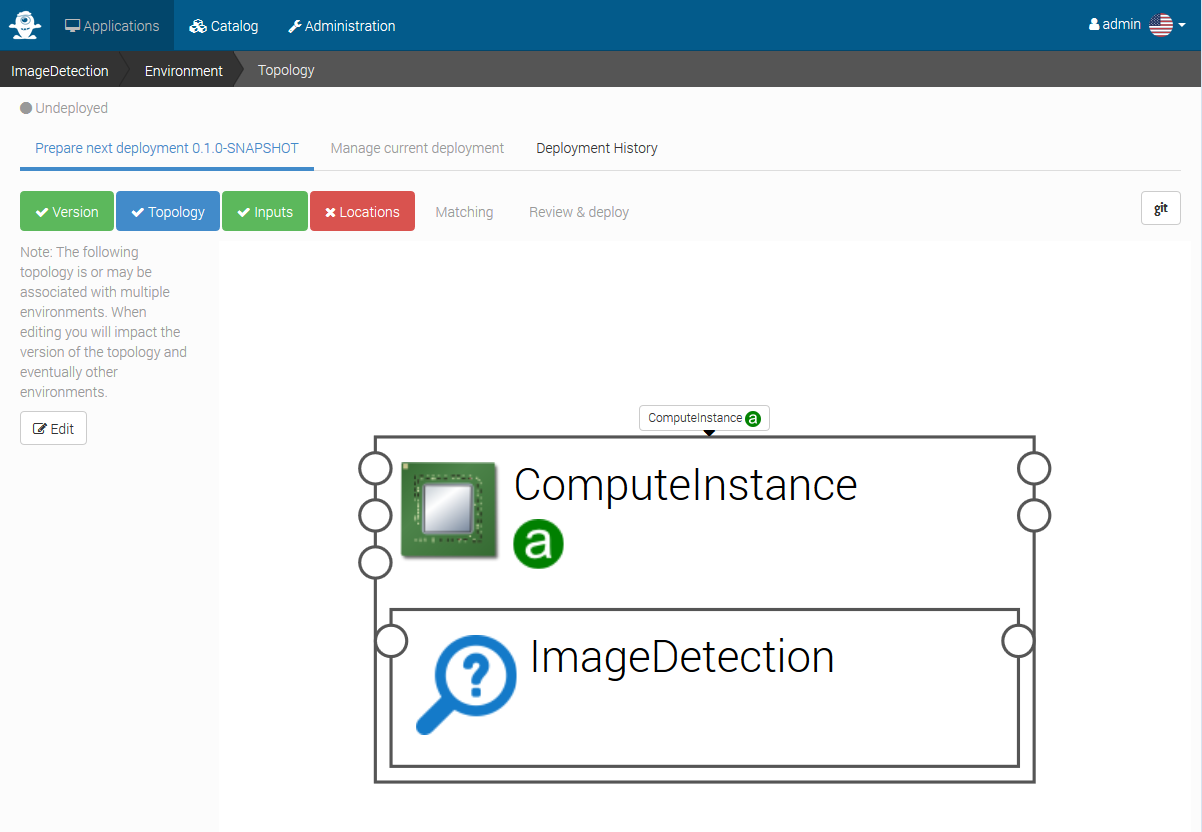 Applications Catalog Administration admin
ImageDetection Environment Topology
Undeployed
Prepare next deployment 0.1.0-SNAPSHOT Manage current deployment Deployment History
Version Topology Inputs Locations Matching Review & deploy git
Note: The following
topology is or may be
associated with multiple
environments. When
editing you will impact the
version of the topology and
eventually other
environments.
Edit
ComputeInstance a
ComputeInstance
a
?
ImageDetection